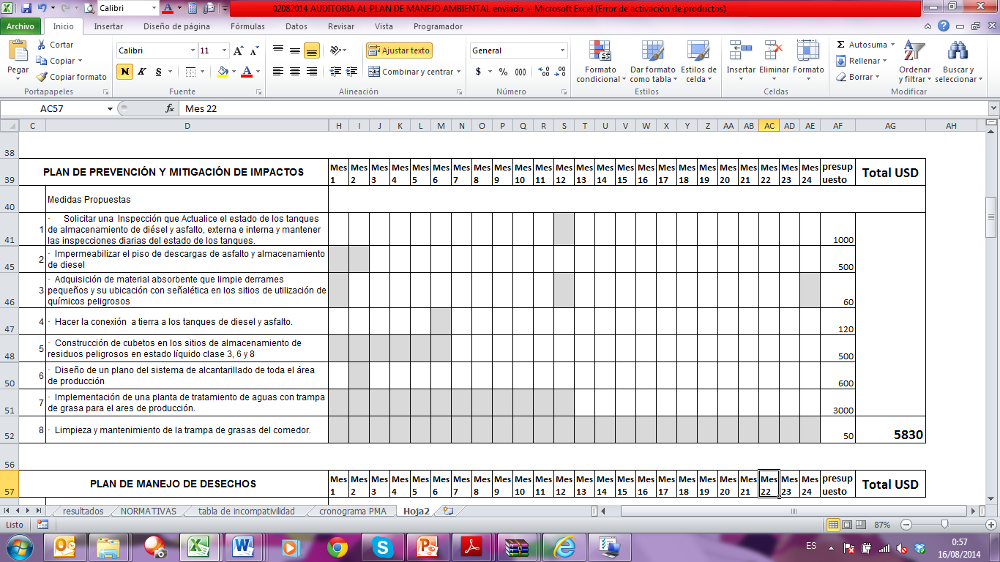 Calibri
02082014 AUDITORIA AL PLAN DE MANEJO AMBIENTAL enviado - Microsoft Excel (Error de activación de productos)
Archivo Inicio Insertar Diseño de página Fórmulas Datos Revisar Vista Programador
Pegar
Cortar
Copiar
Copiar formato
Portapapeles
Calibri 11
N K S
Fuente
Ajustar texto
Combinar y centrar
Alineación
General
$ % 000
Número
Formato condicional
Dar formato como tabla
Estilos de celda
Estilos
Insertar Eliminar Formato
Celdas
Autosuma
Rellenar
Borrar
Ordenar y filtrar
Buscar y seleccionar
Modificar
AC57 fx Mes 22
C D H I J K L M N O P Q R S T U V W X Y Z AA AB AC AD AE AF AG AH
38
39 PLAN DE PREVENCIÓN Y MITIGACIÓN DE IMPACTOS Mes 1 Mes 2 Mes 3 Mes 4 Mes 5 Mes 6 Mes 7 Mes 8 Mes 9 Mes 10 Mes 11 Mes 12 Mes 13 Mes 14 Mes 15 Mes 16 Mes 17 Mes 18 Mes 19 Mes 20 Mes 21 Mes 22 Mes 23 Mes 24 presupuesto Total USD
40 Medidas Propuestas
· Solicitar una Inspección que Actualice el estado de los tanques
de almacenamiento de diésel y asfalto, externa e interna y mantener
41 1 las inspecciones diarias del estado de los tanques. 1000
2 · Impermeabilizar el piso de descargas de asfalto y almacenamiento
45 de diesel 500
· Adquisición de material absorbente que limpie derrames
3 pequeños y su ubicación con señalética en los sitios de utilización de
46 químicos peligrosos 60
47 4 · Hacer la conexión a tierra a los tanques de diesel y asfalto. 120
5 · Construcción de cubetos en los sitios de almacenamiento de
48 residuos peligrosos en estado líquido clase 3, 6 y 8 500
6 · Diseño de un plano del sistema de alcantarillado de toda el área
50 de producción 600
7 · Implementación de una planta de tratamiento de aguas con trampa
51 de grasa para el ares de producción. 3000
52 8 · Limpieza y mantenimiento de la trampa de grasas del comedor. 50 5830
56
57 PLAN DE MANEJO DE DESECHOS Mes 1 Mes 2 Mes 3 Mes 4 Mes 5 Mes 6 Mes 7 Mes 8 Mes 9 Mes 10 Mes 11 Mes 12 Mes 13 Mes 14 Mes 15 Mes 16 Mes 17 Mes 18 Mes 19 Mes 20 Mes 21 Mes 22 Mes 23 Mes 24 presupuesto Total USD
resultados NORMATIVAS tabla de incompativilidad cronograma PMA Hoja2
Listo 87%
ES 0:57
16/08/2014